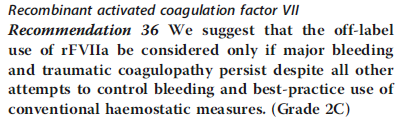 Recombinant activated coagulation factor VII
Recommendation 36 We suggest that the off-label
use of rFVIIa be considered only if major bleeding
and traumatic coagulopathy persist despite all other
attempts to control bleeding and best-practice use of
conventional haemostatic measures. (Grade 2C)